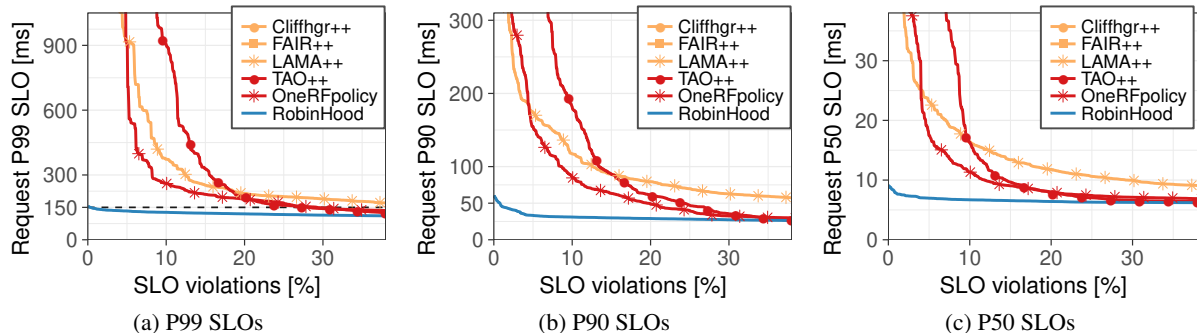 Request P99 SLO [ms]
900
600
300
150
0
Cliffhgr++
FAIR++
LAMA++
TAO++
OneRFpolicy
RobinHood
0 10 20 30
SLO violations [%]
(a) P99 SLOs
Request P90 SLO [ms]
300
200
100
50
0
Cliffhgr++
FAIR++
LAMA++
TAO++
OneRFpolicy
RobinHood
0 10 20 30
SLO violations [%]
(b) P90 SLOs
Request P50 SLO [ms]
30
20
10
0
Cliffhgr++
FAIR++
LAMA++
TAO++
OneRFpolicy
RobinHood
0 10 20 30
SLO violations [%]
(c) P50 SLOs